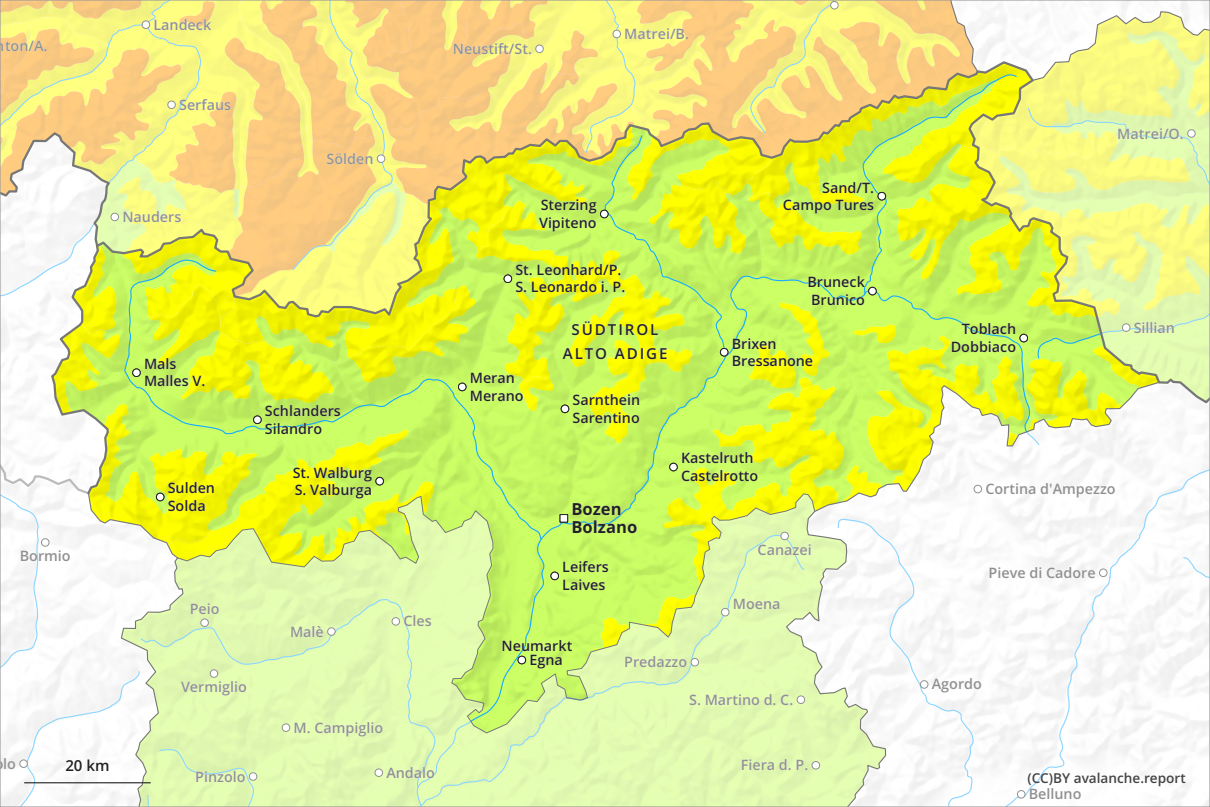 Landeck
Matrei/B.
Neustift/St.
Serfaus
Matrei/O.
Sölden
Nauders
Sand/T.
Campo Tures
Sterzing
Vipiteno
St. Leonhard/P.
S. Leonardo i. P.
Bruneck
Brunico
SÜDTIROL
ALTO ADIGE
Toblach
Dobbiaco
Sillian
Brixen
Bressanone
Mals
Malles V.
Meran
Merano
Sarnthein
Sarentino
Schlanders
Silandro
Kastelruth
Castelrotto
St. Walburg
S. Valburga
Sulden
Solda
Cortina d'Ampezzo
Bozen
Bolzano
Canazei
Bormio
Leifers
Laives
Pieve di Cadore
Peio
Moena
Malè
Cles
Neumarkt
Egna
Predazzo
Vermiglio
Agordo
S. Martino d. C.
M. Campiglio
20 km
Pinzolo
Andalo
Fiera d. P.
(CC)BY avalanche.report
Belluno